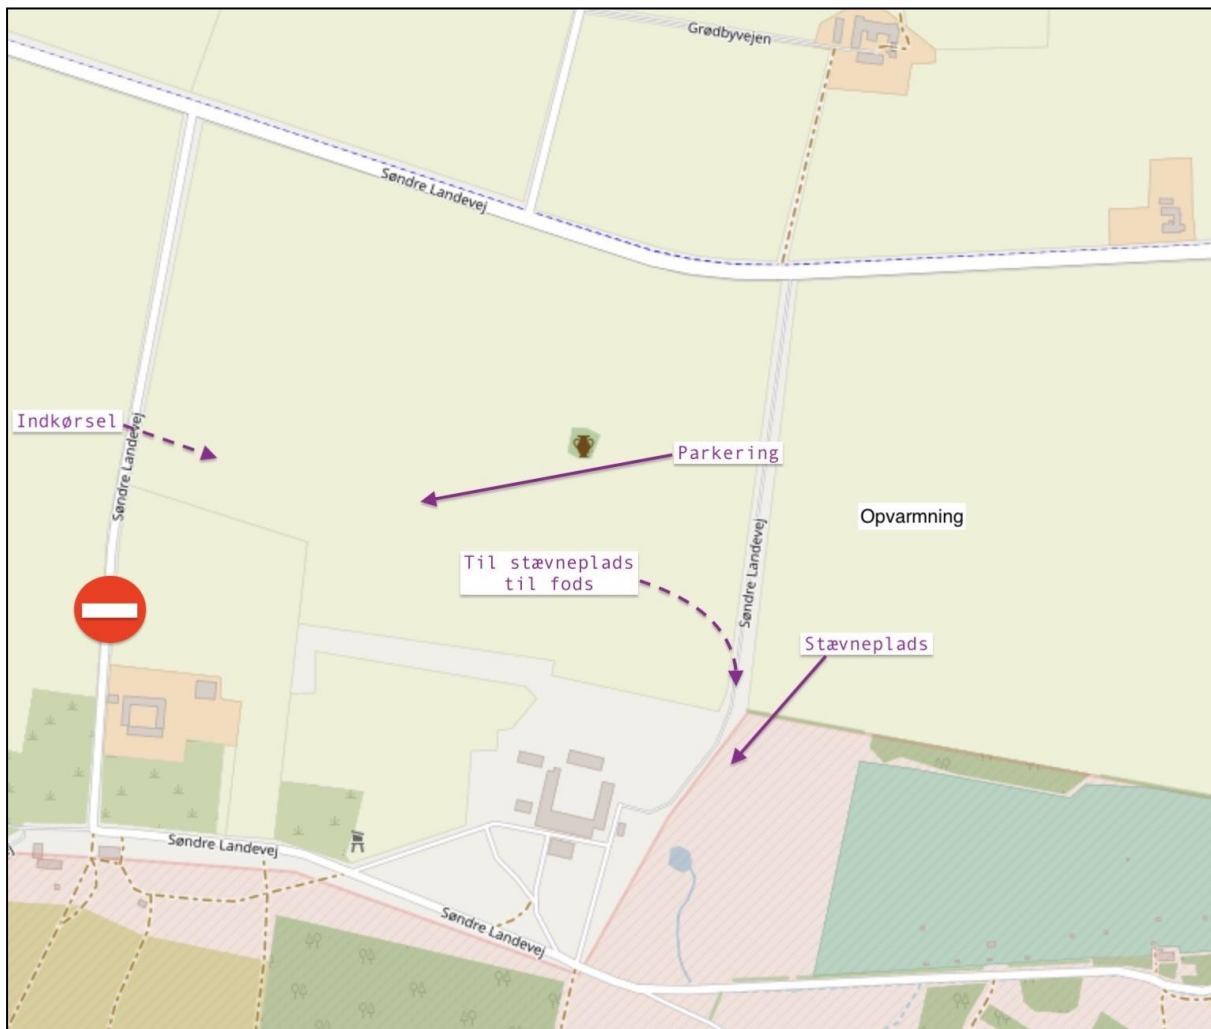 Grødbyvejen
Søndre Landevej
Indkørsel
Søndre Landevej
Parkering
Opvarmning
Til stævneplads
til fods
Søndre Landevej
Stævneplads
Søndre Landevej
Søndre Landevej